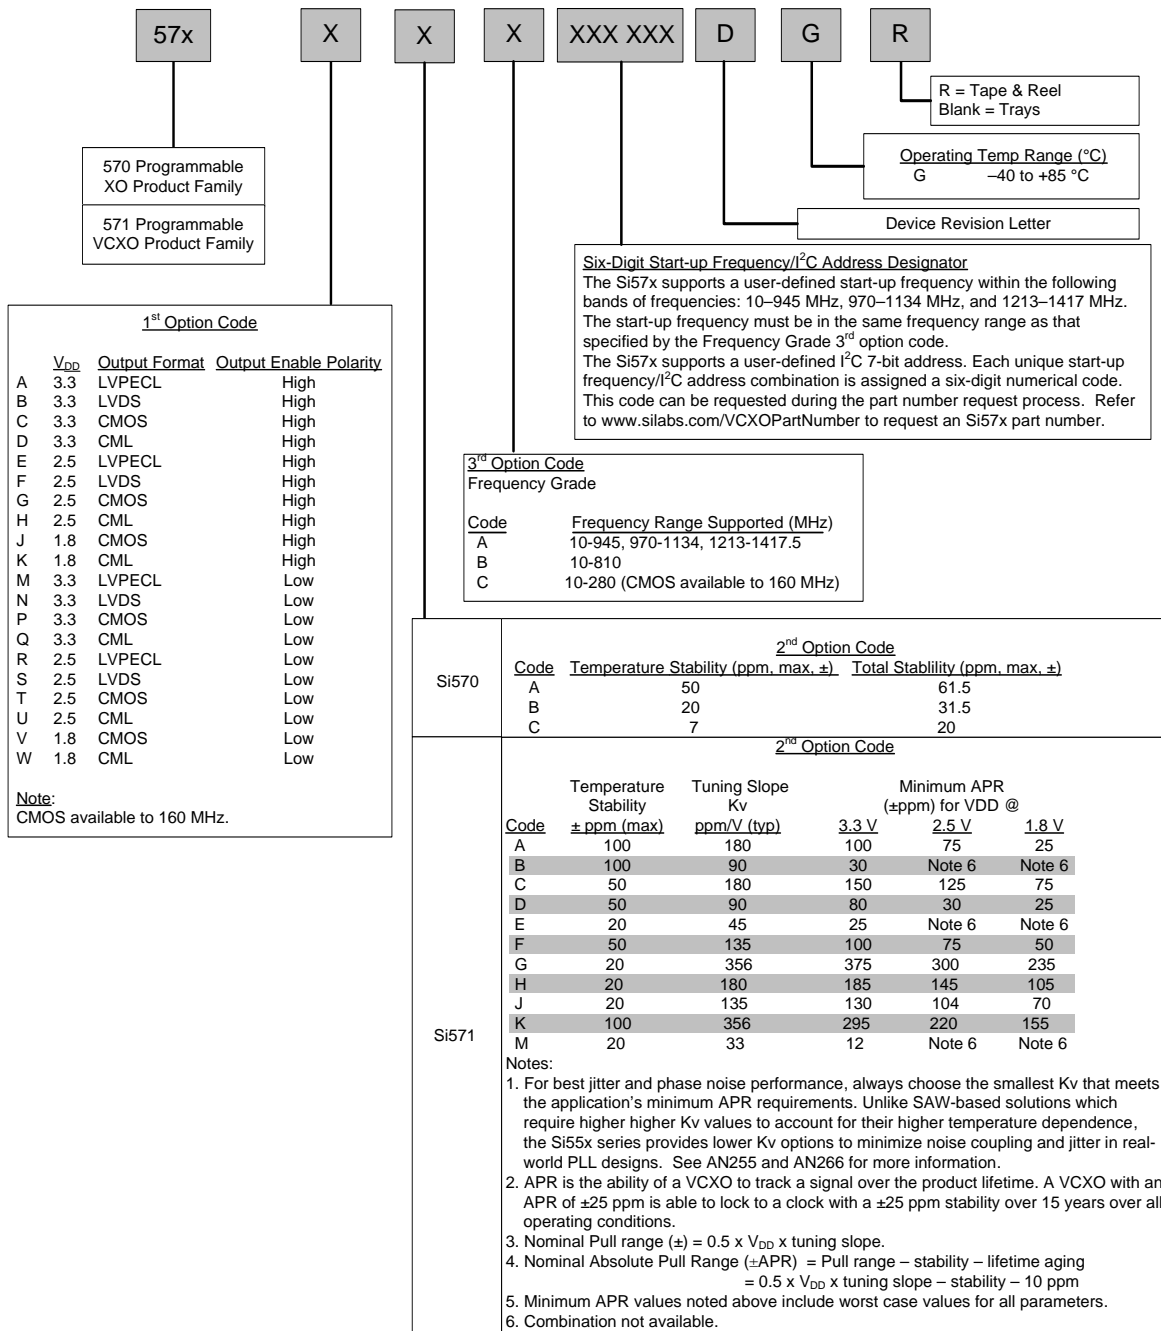 57x X X X XXX XXX D G R
R = Tape & Reel
Blank = Trays
Operating Temp Range (°C)
G –40 to +85 °C
Device Revision Letter
570 Programmable
XO Product Family
571 Programmable
VCXO Product Family
Six-Digit Start-up Frequency/I²C Address Designator
The Si57x supports a user-defined start-up frequency within the following
bands of frequencies: 10–945 MHz, 970–1134 MHz, and 1213–1417 MHz.
The start-up frequency must be in the same frequency range as that
specified by the Frequency Grade 3rd option code.
The Si57x supports a user-defined I²C 7-bit address. Each unique start-up
frequency/I²C address combination is assigned a six-digit numerical code.
This code can be requested during the part number request process. Refer
to www.silabs.com/VCXOPartNumber to request an Si57x part number.
1st Option Code
VDD Output Format Output Enable Polarity
A 3.3 LVPECL High
B 3.3 LVDS High
C 3.3 CMOS High
D 3.3 CML High
E 2.5 LVPECL High
F 2.5 LVDS High
G 2.5 CMOS High
H 2.5 CML High
J 1.8 CMOS High
K 1.8 CML High
M 3.3 LVPECL Low
N 3.3 LVDS Low
P 3.3 CMOS Low
Q 3.3 CML Low
R 2.5 LVPECL Low
S 2.5 LVDS Low
T 2.5 CMOS Low
U 2.5 CML Low
V 1.8 CMOS Low
W 1.8 CML Low
Note:
CMOS available to 160 MHz.
3rd Option Code
Frequency Grade
Code Frequency Range Supported (MHz)
A 10-945, 970-1134, 1213-1417.5
B 10-810
C 10-280 (CMOS available to 160 MHz)
Si570
2nd Option Code
Code Temperature Stability (ppm, max, ±) Total Stablility (ppm, max, ±)
A 50 61.5
B 20 31.5
C 7 20
Si571
2nd Option Code
Temperature Tuning Slope Minimum APR
Stability Kv (±ppm) for VDD @
Code ± ppm (max) ppm/V (typ) 3.3 V 2.5 V 1.8 V
A 100 180 100 75 25
B 100 90 30 Note 6 Note 6
C 50 180 150 125 75
D 50 90 80 30 25
E 20 45 25 Note 6 Note 6
F 50 135 100 75 50
G 20 356 375 300 235
H 20 180 185 145 105
J 20 135 130 104 70
K 100 356 295 220 155
M 20 33 12 Note 6 Note 6
Notes:
1. For best jitter and phase noise performance, always choose the smallest Kv that meets
the application's minimum APR requirements. Unlike SAW-based solutions which
require higher higher Kv values to account for their higher temperature dependence,
the Si55x series provides lower Kv options to minimize noise coupling and jitter in real-
world PLL designs. See AN255 and AN266 for more information.
2. APR is the ability of a VCXO to track a signal over the product lifetime. A VCXO with an
APR of ±25 ppm is able to lock to a clock with a ±25 ppm stability over 15 years over all
operating conditions.
3. Nominal Pull range (±) = 0.5 x VDD x tuning slope.
4. Nominal Absolute Pull Range (±APR) = Pull range – stability – lifetime aging
= 0.5 x VDD x tuning slope – stability – 10 ppm
5. Minimum APR values noted above include worst case values for all parameters.
6. Combination not available.